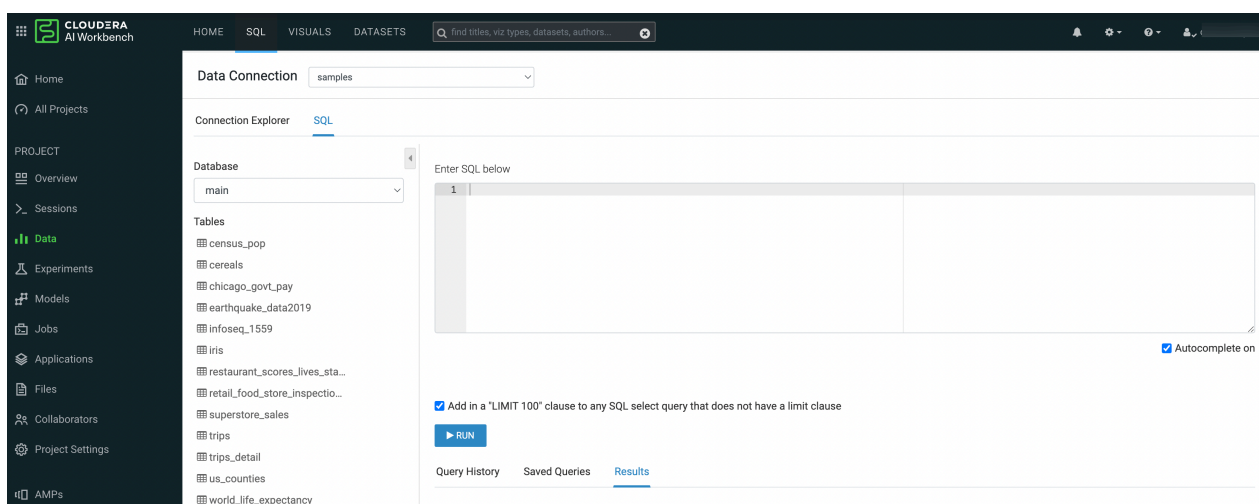 CLOUDERA
AI Workbench
HOME SQL VISUALS DATASETS
find titles, viz types, datasets, authors...
Home
All Projects
PROJECT
Overview
Sessions
Data
Experiments
Models
Jobs
Applications
Files
Collaborators
Project Settings
AMPs
Data Connection samples
Connection Explorer SQL
Database
main
Tables
census_pop
cereals
chicago_govt_pay
earthquake_data2019
infoseq_1559
iris
restaurant_scores_lives_sta...
retail_food_store_inspectio...
superstore_sales
trips
trips_detail
us_counties
world_life_expectancy
Enter SQL below
1
Autocomplete on
Add in a "LIMIT 100" clause to any SQL select query that does not have a limit clause
RUN
Query History Saved Queries Results